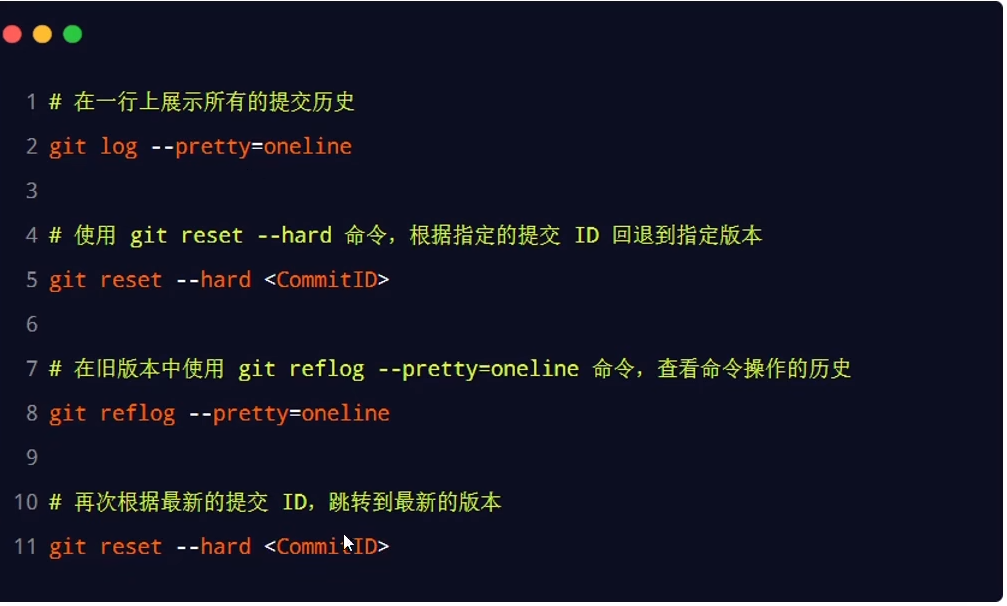 1 # 在一行上展示所有的提交历史
2 git log --pretty=oneline
3
4 # 使用 git reset --hard 命令，根据指定的提交 ID 回退到指定版本
5 git reset --hard <CommitID>
6
7 # 在旧版本中使用 git reflog --pretty=oneline 命令，查看命令操作的历史
8 git reflog --pretty=oneline
9
10 # 再次根据最新的提交 ID，跳转到最新的版本
11 git reset --hard <CommitID>